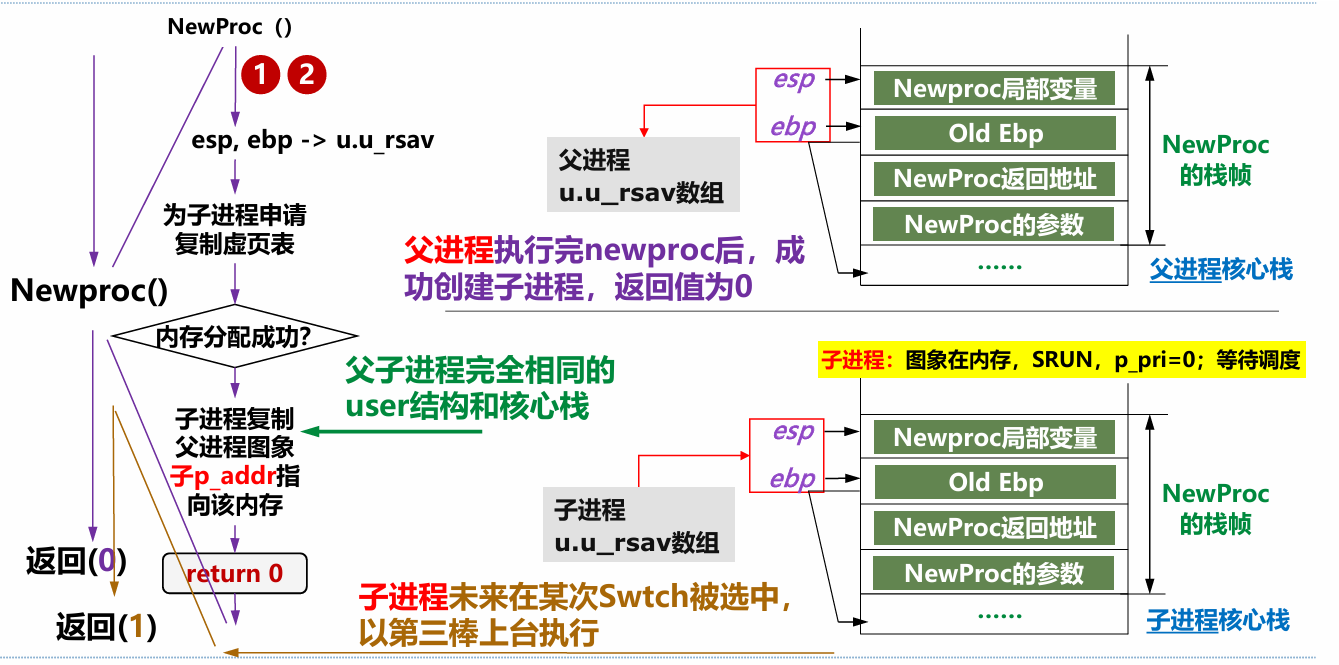 NewProc（）
1 2
esp, ebp -> u.u_rsav
为子进程申请
复制虚页表
Newproc()
内存分配成功？
子进程复制
父进程图象
子p_addr指
向该内存
return 0
返回(0)
返回(1)
父子进程完全相同的
user结构和核心栈
esp
ebp
父进程
u.u_rsav数组
Newproc局部变量
Old Ebp
NewProc返回地址
NewProc的参数
……
NewProc
的栈帧
父进程核心栈
父进程执行完newproc后，成
功创建子进程，返回值为0
子进程：图象在内存，SRUN，p_pri=0；等待调度
esp
ebp
子进程
u.u_rsav数组
Newproc局部变量
Old Ebp
NewProc返回地址
NewProc的参数
……
NewProc
的栈帧
子进程核心栈
子进程未来在某次Swtch被选中，
以第三棒上台执行